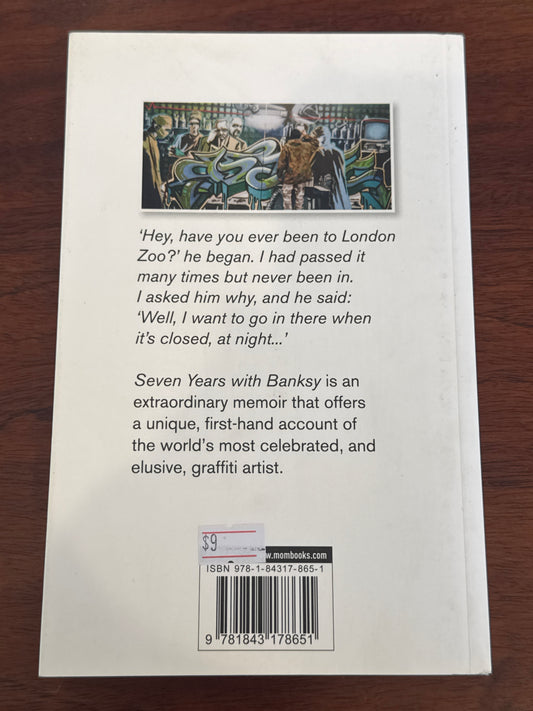 ‘Hey, have you ever been to London
Zoo?’ he began. I had passed it
many times but never been in.
I asked him why, and he said:
‘Well, I want to go in there when
it’s closed, at night...’
Seven Years with Banksy is an
extraordinary memoir that offers
a unique, first-hand account of
the world’s most celebrated, and
elusive, graffiti artist.
$9
w.mombooks.com
ISBN 978-1-84317-865-1
9 781843 178651